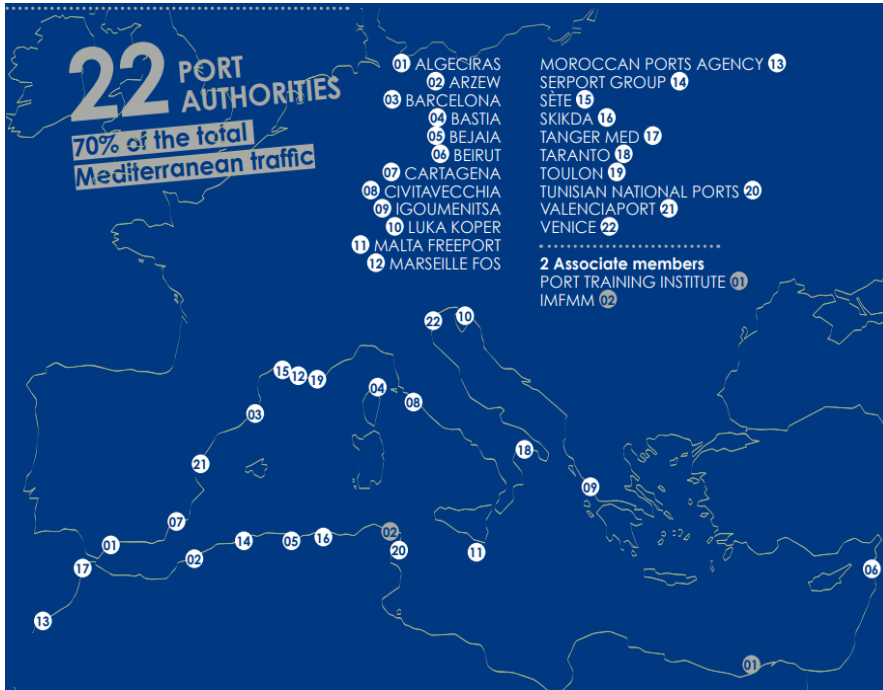 22 PORT
AUTHORITIES
70% of the total
Mediterranean traffic
01 ALGECIRAS
02 ARZEW
03 BARCELONA
04 BASTIA
05 BEJAIA
06 BEIRUT
07 CARTAGENA
08 CIVITAVECCHIA
09 IGOUMENITSA
10 LUKA KOPER
11 MALTA FREEPORT
12 MARSEILLE FOS
MOROCCAN PORTS AGENCY 13
SERPORT GROUP 14
SÈTE 15
SKIKDA 16
TANGER MED 17
TARANTO 18
TOULON 19
TUNISIAN NATIONAL PORTS 20
VALENCIAPORT 21
VENICE 22
2 Associate members
PORT TRAINING INSTITUTE 01
IMFMM 02
22
10
15
12
19
04
08
03
18
21
09
07
01
02
14
05
16
02
20
11
17
06
13
01